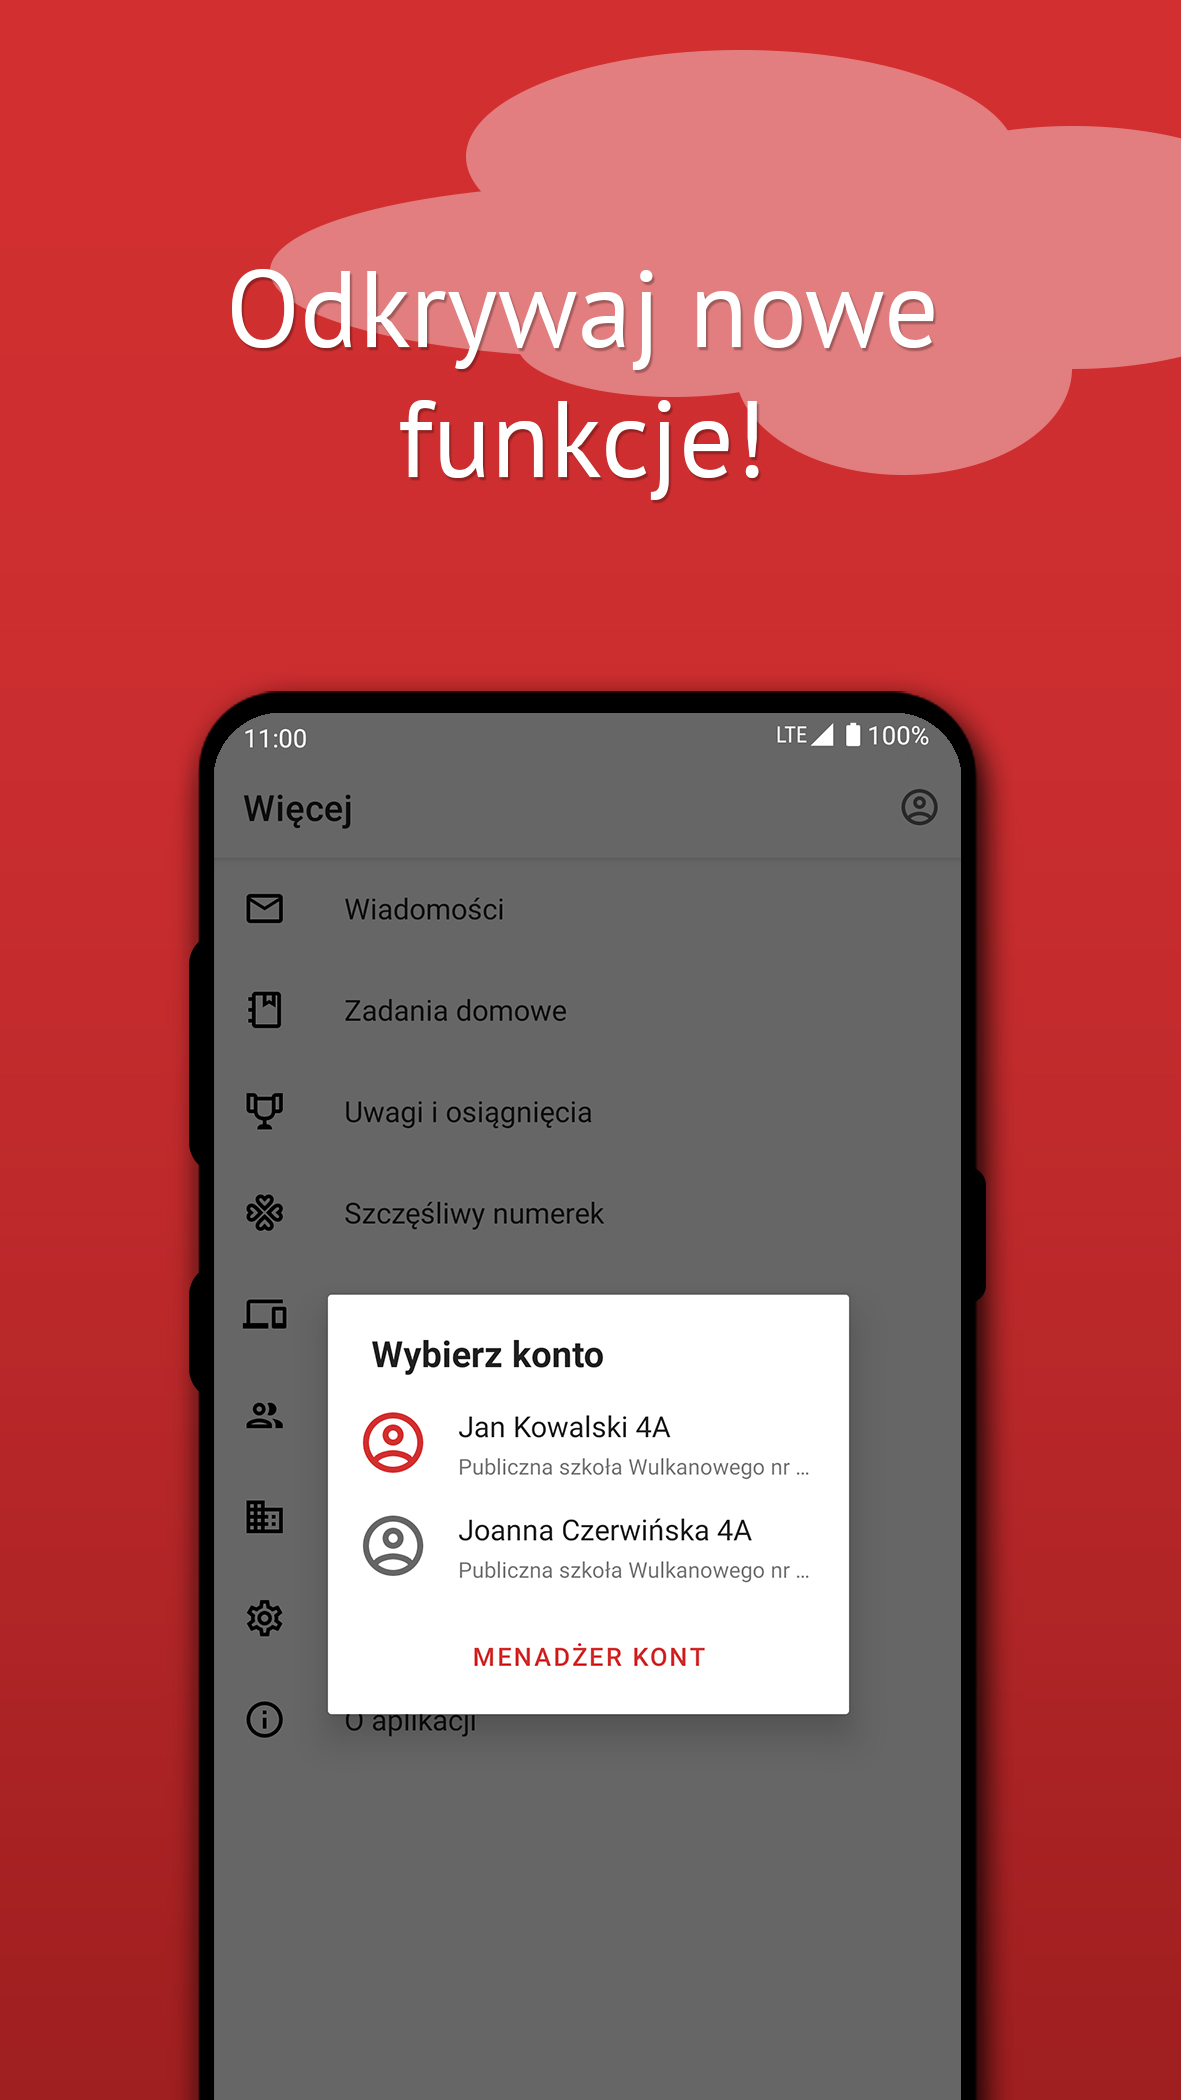 Odkrywaj nowe
funkcje!
11:00
LTE 100%
Więcej
Wiadomości
Zadania domowe
Uwagi i osiągnięcia
Szczęśliwy numerek
Wybierz konto
Jan Kowalski 4A
Publiczna szkoła Wulkanowego nr ...
Joanna Czerwińska 4A
Publiczna szkoła Wulkanowego nr ...
MENADŻER KONT
O aplikacji